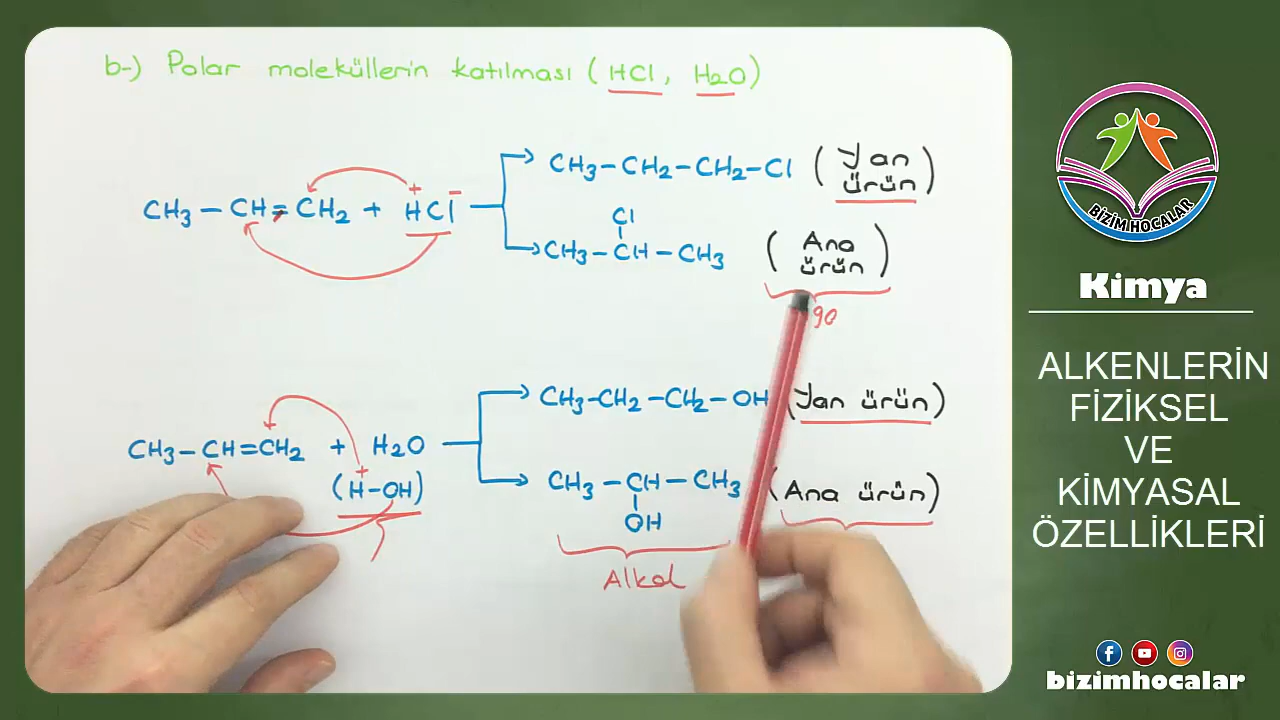 b-) Polar moleküllerin katılması (HCl, H2O)
CH3-CH2-CH2-Cl (Yan ürün)
CH3-CH=CH2 + HCl
+ -
Cl
CH3-CH-CH3 (Ana ürün)
90
CH3-CH2-CH2-OH (Yan ürün)
+
CH3-CH=CH2 + H2O
+
(H-OH)
CH3-CH-CH3 (Ana ürün)
OH
Alkol
BİZİM HOCALAR
Kimya
ALKENLERİN
FİZİKSEL
VE
KİMYASAL
ÖZELLİKLERİ
bizimhocalar